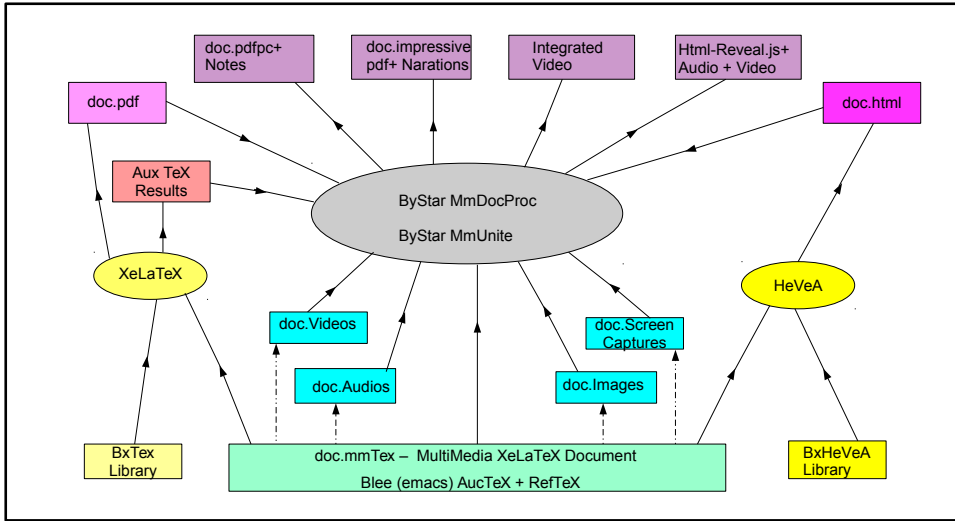 doc.pdfpc+
Notes
doc.impressive
pdf+ Narations
Integrated
Video
Html-Reveal.js+
Audio + Video
doc.pdf
doc.html
Aux TeX
Results
ByStar MmDocProc
ByStar MmUnite
XeLaTeX
HeVeA
doc.Videos
doc.Screen
Captures
doc.Audios
doc.Images
BxTex
Library
doc.mmTex – MultiMedia XeLaTeX Document
Blee (emacs) AucTeX + RefTeX
BxHeVeA
Library